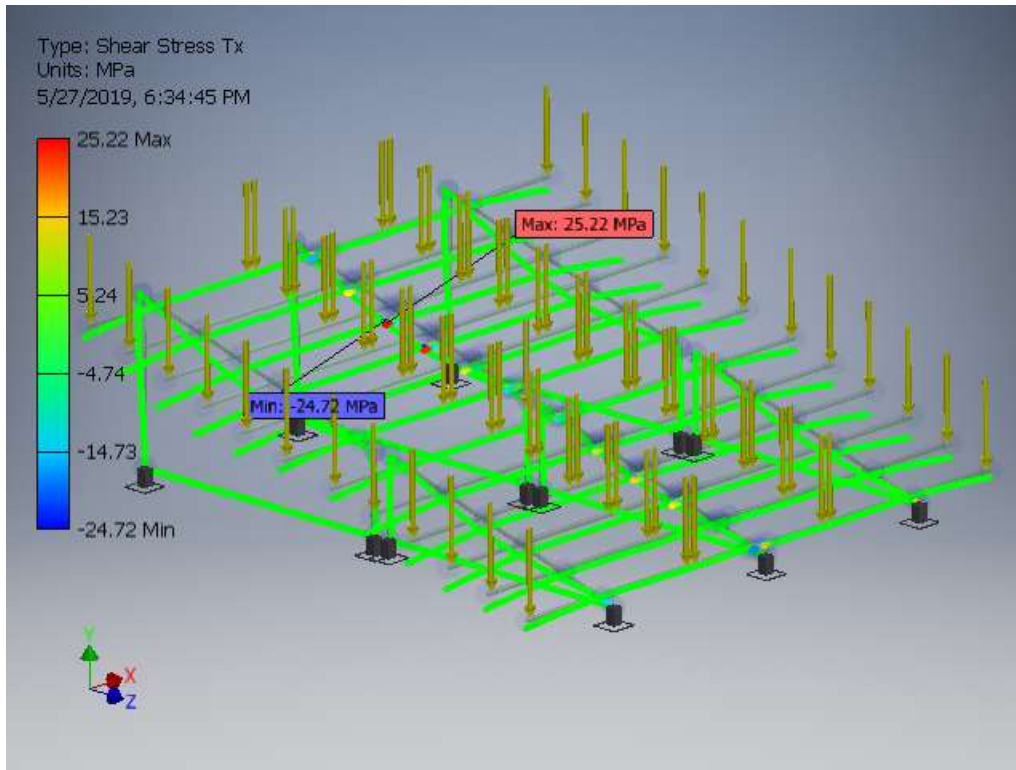 Type: Shear Stress Tx
Units: MPa
5/27/2019, 6:34:45 PM
25.22 Max
15.23
5.24
-4.74
-14.73
-24.72 Min
Max: 25.22 MPa
Min: -24.72 MPa
Y
X
Z